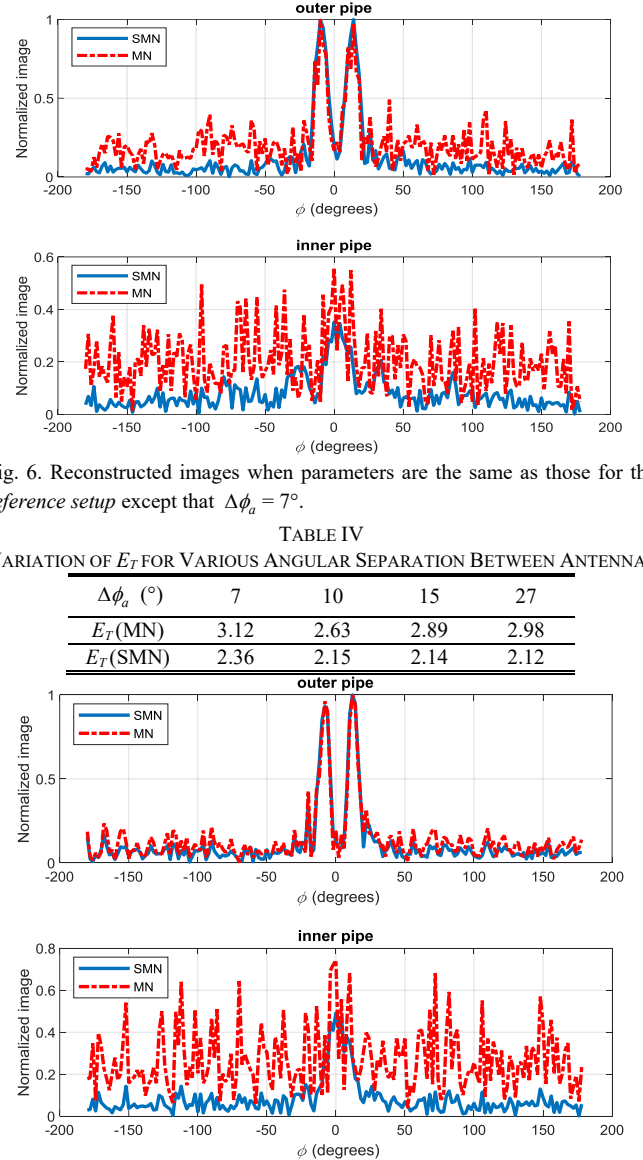 outer pipe
1
0.5
0
Normalized image
SMN
MN
-200 -150 -100 -50 0 50 100 150 200
ϕ (degrees)
inner pipe
0.6
0.4
0.2
0
Normalized image
SMN
MN
-200 -150 -100 -50 0 50 100 150 200
ϕ (degrees)
ig. 6. Reconstructed images when parameters are the same as those for th
eference setup except that Δϕa = 7°.
TABLE IV
ARIATION OF ET FOR VARIOUS ANGULAR SEPARATION BETWEEN ANTENNA
Δϕa (°) 7 10 15 27
ET(MN) 3.12 2.63 2.89 2.98
ET(SMN) 2.36 2.15 2.14 2.12
outer pipe
1
0.5
0
Normalized image
SMN
MN
-200 -150 -100 -50 0 50 100 150 200
ϕ (degrees)
inner pipe
0.8
0.6
0.4
0.2
0
Normalized image
SMN
MN
-200 -150 -100 -50 0 50 100 150 200
ϕ (degrees)